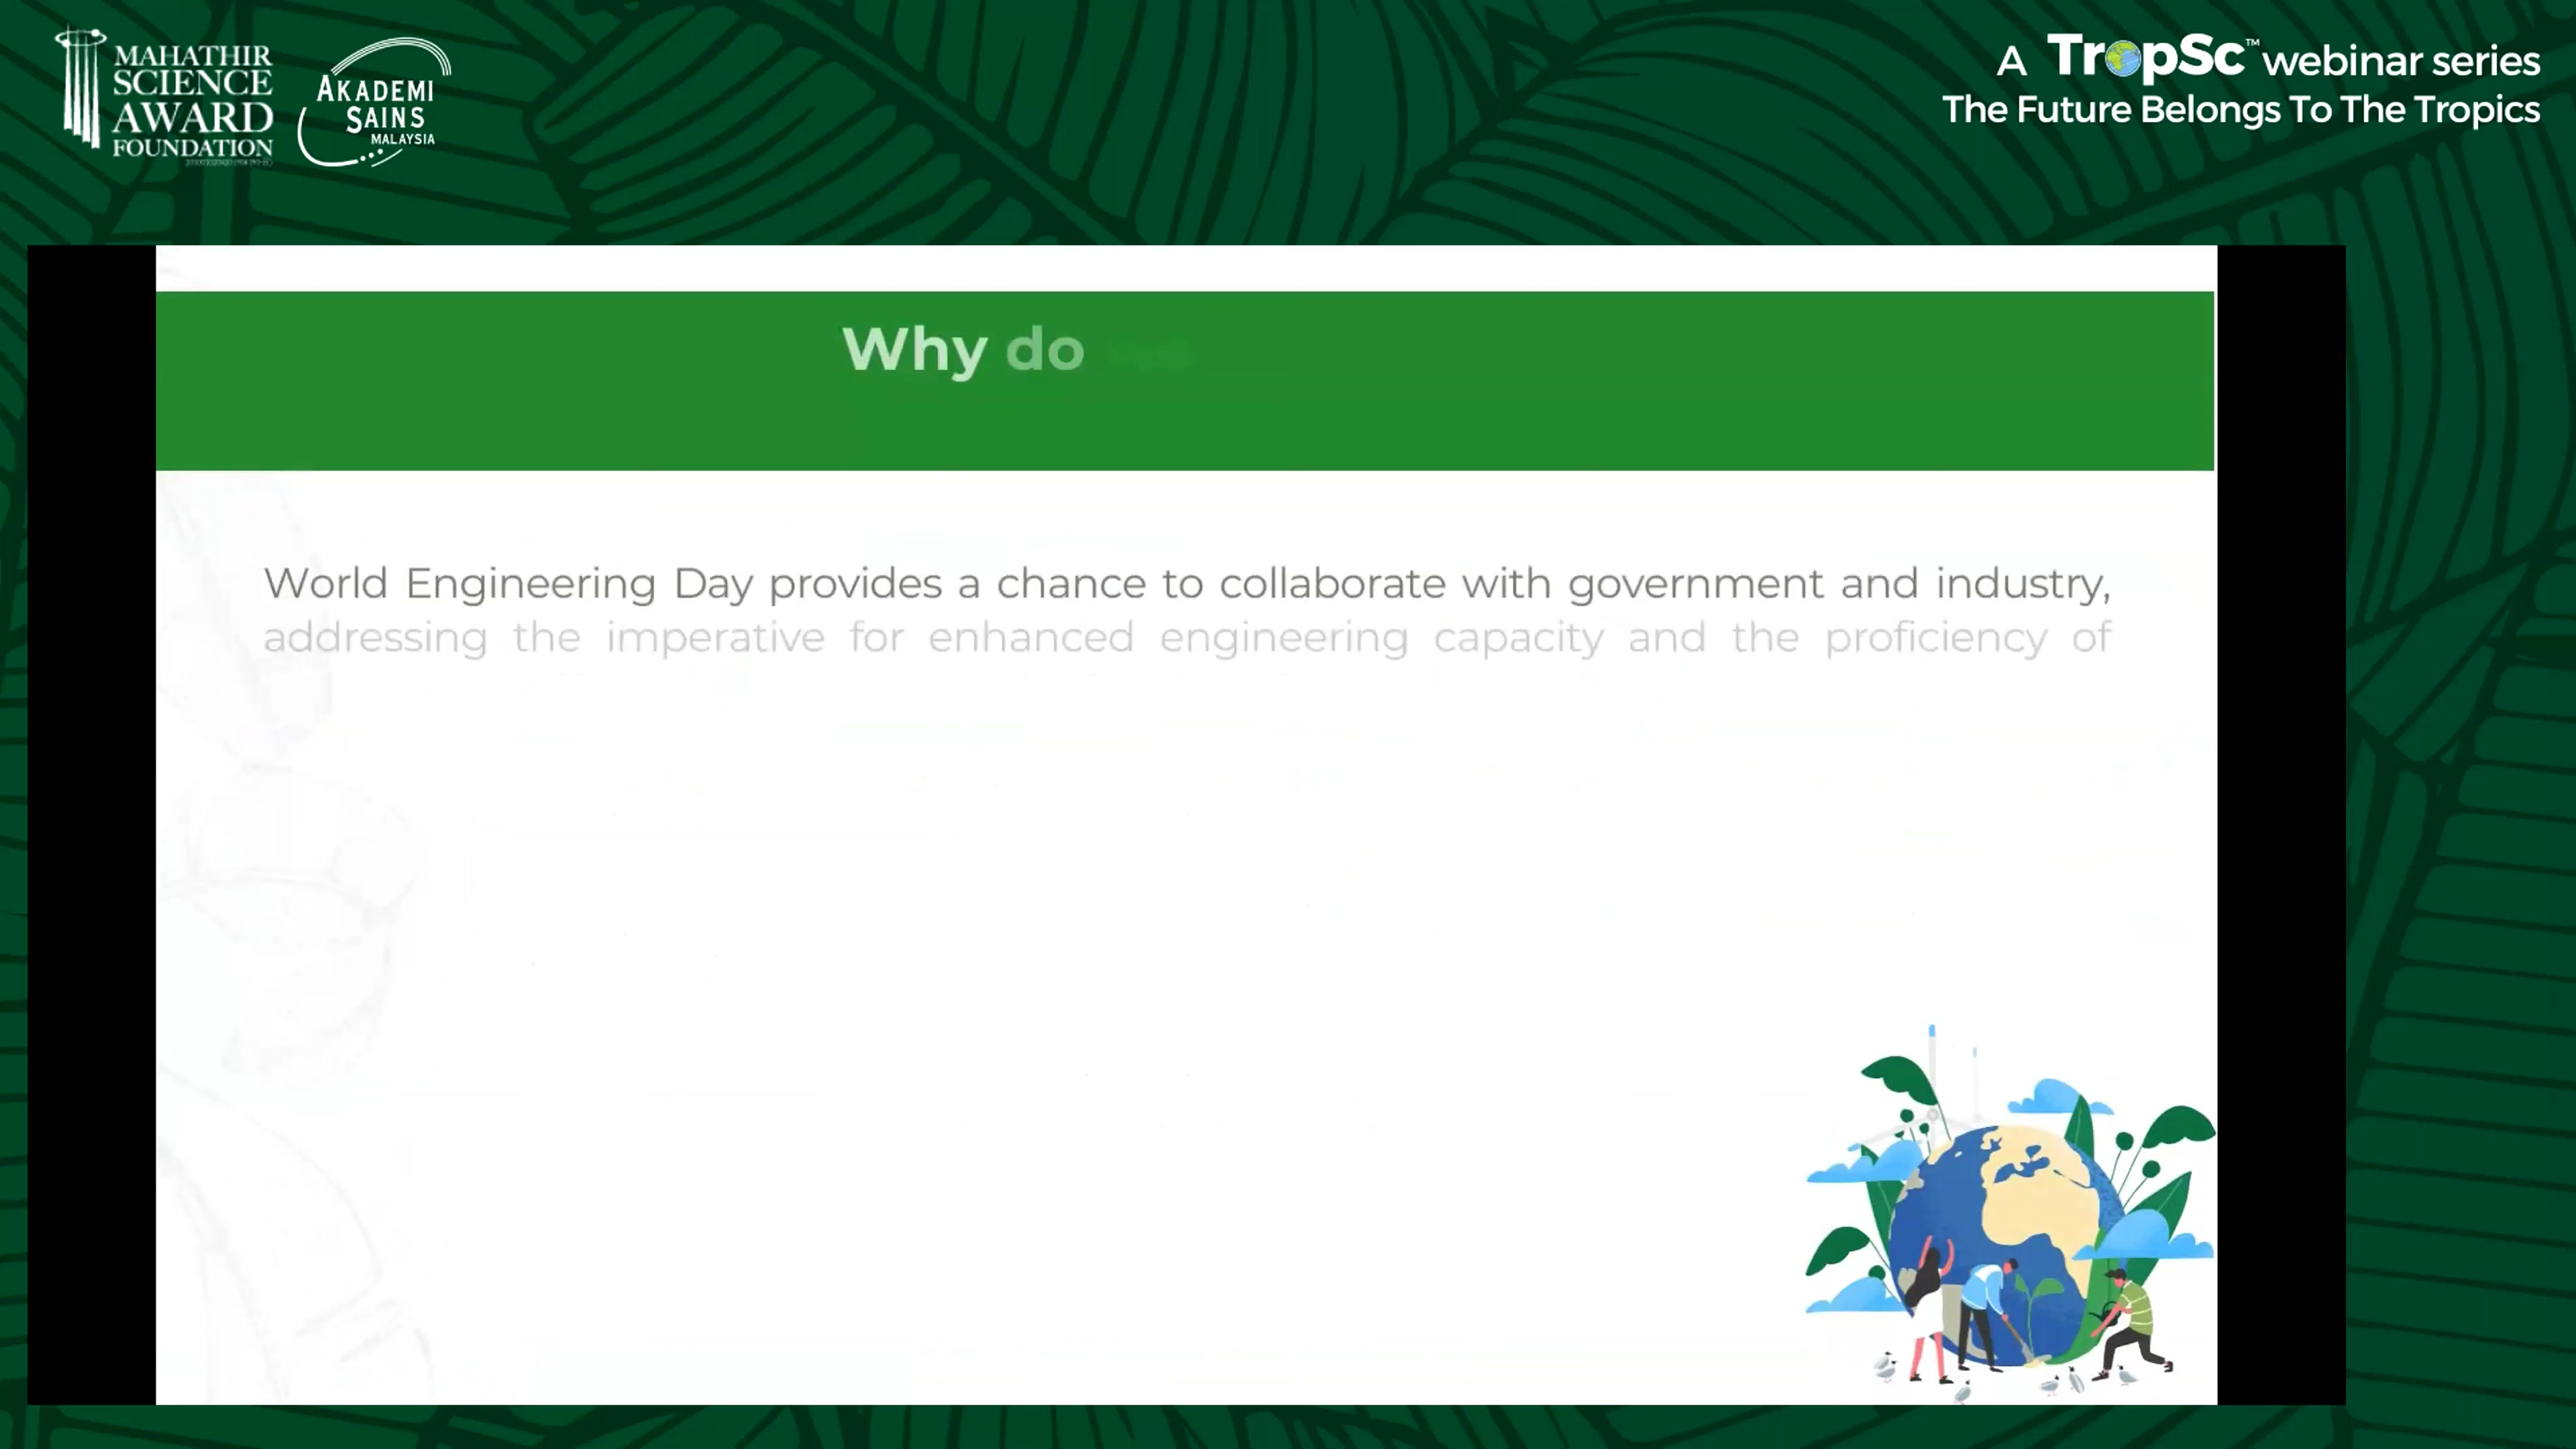 MAHATHIR
SCIENCE
AWARD
FOUNDATION
AKADEMI
SAINS
MALAYSIA
A TropSc™ webinar series
The Future Belongs To The Tropics
Why do we
World Engineering Day provides a chance to collaborate with government and industry,
addressing the imperative for enhanced engineering capacity and the proficiency of